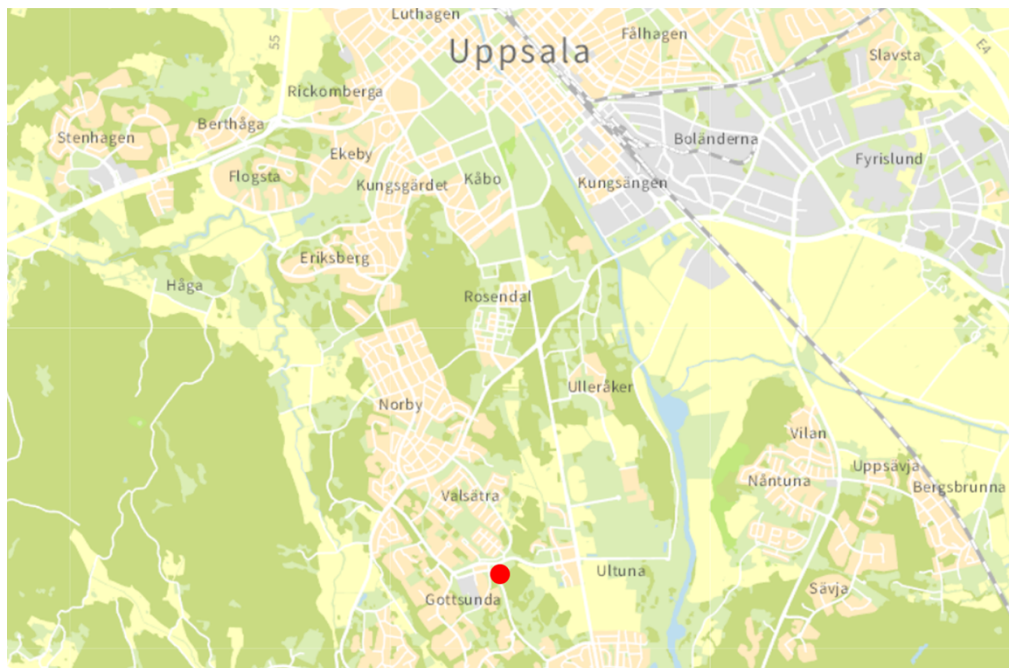 Luthagen
Fålhagen
55
Uppsala
E4
Slavsta
Rickomberga
Berthåga
Stenhagen
Boländerna
Ekeby
Fyrislund
Flogsta
Kungsgärdet
Kåbo
Kungsängen
Eriksberg
Håga
Rosendal
Ulleråker
Norby
Vilan
Uppsävja
Nåntuna
Bergsbrunna
Valsätra
Ultuna
Sävja
Gottsunda